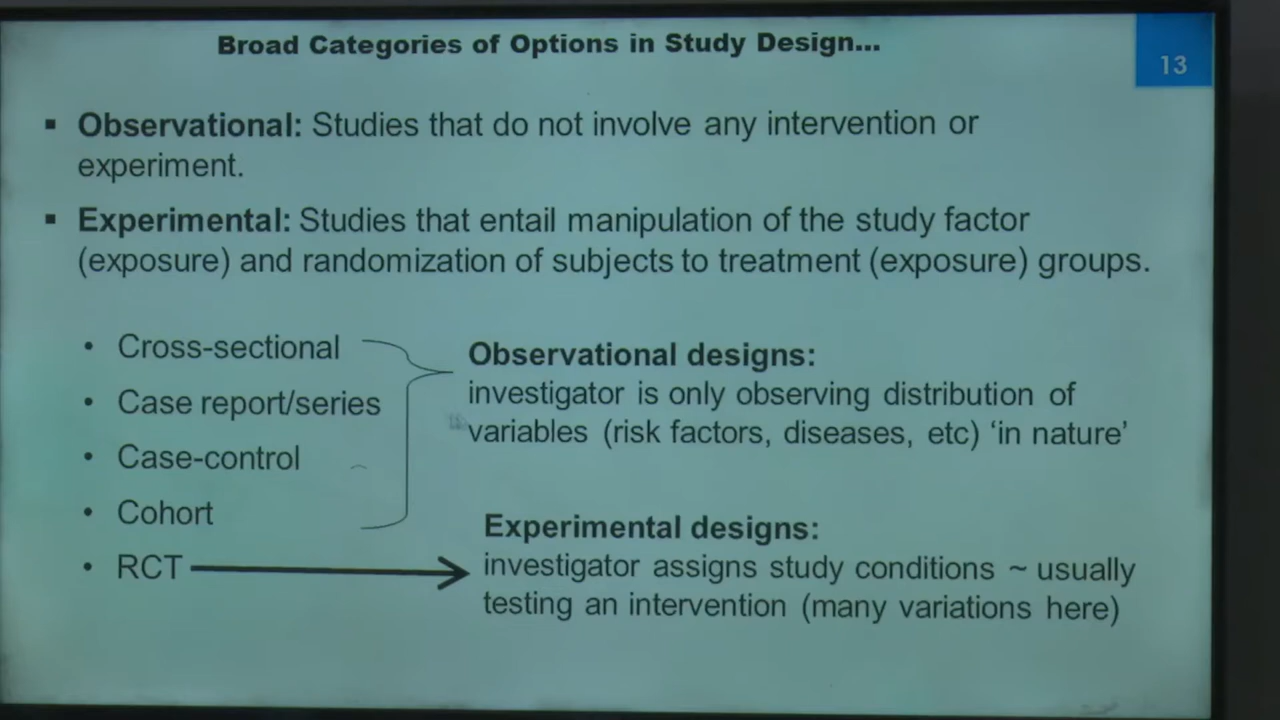 Broad Categories of Options in Study Design...
13
▪ Observational: Studies that do not involve any intervention or
experiment.
▪ Experimental: Studies that entail manipulation of the study factor
(exposure) and randomization of subjects to treatment (exposure) groups.
• Cross-sectional
• Case report/series
• Case-control
• Cohort
• RCT
Observational designs:
investigator is only observing distribution of
variables (risk factors, diseases, etc) ‘in nature’
Experimental designs:
investigator assigns study conditions ~ usually
testing an intervention (many variations here)